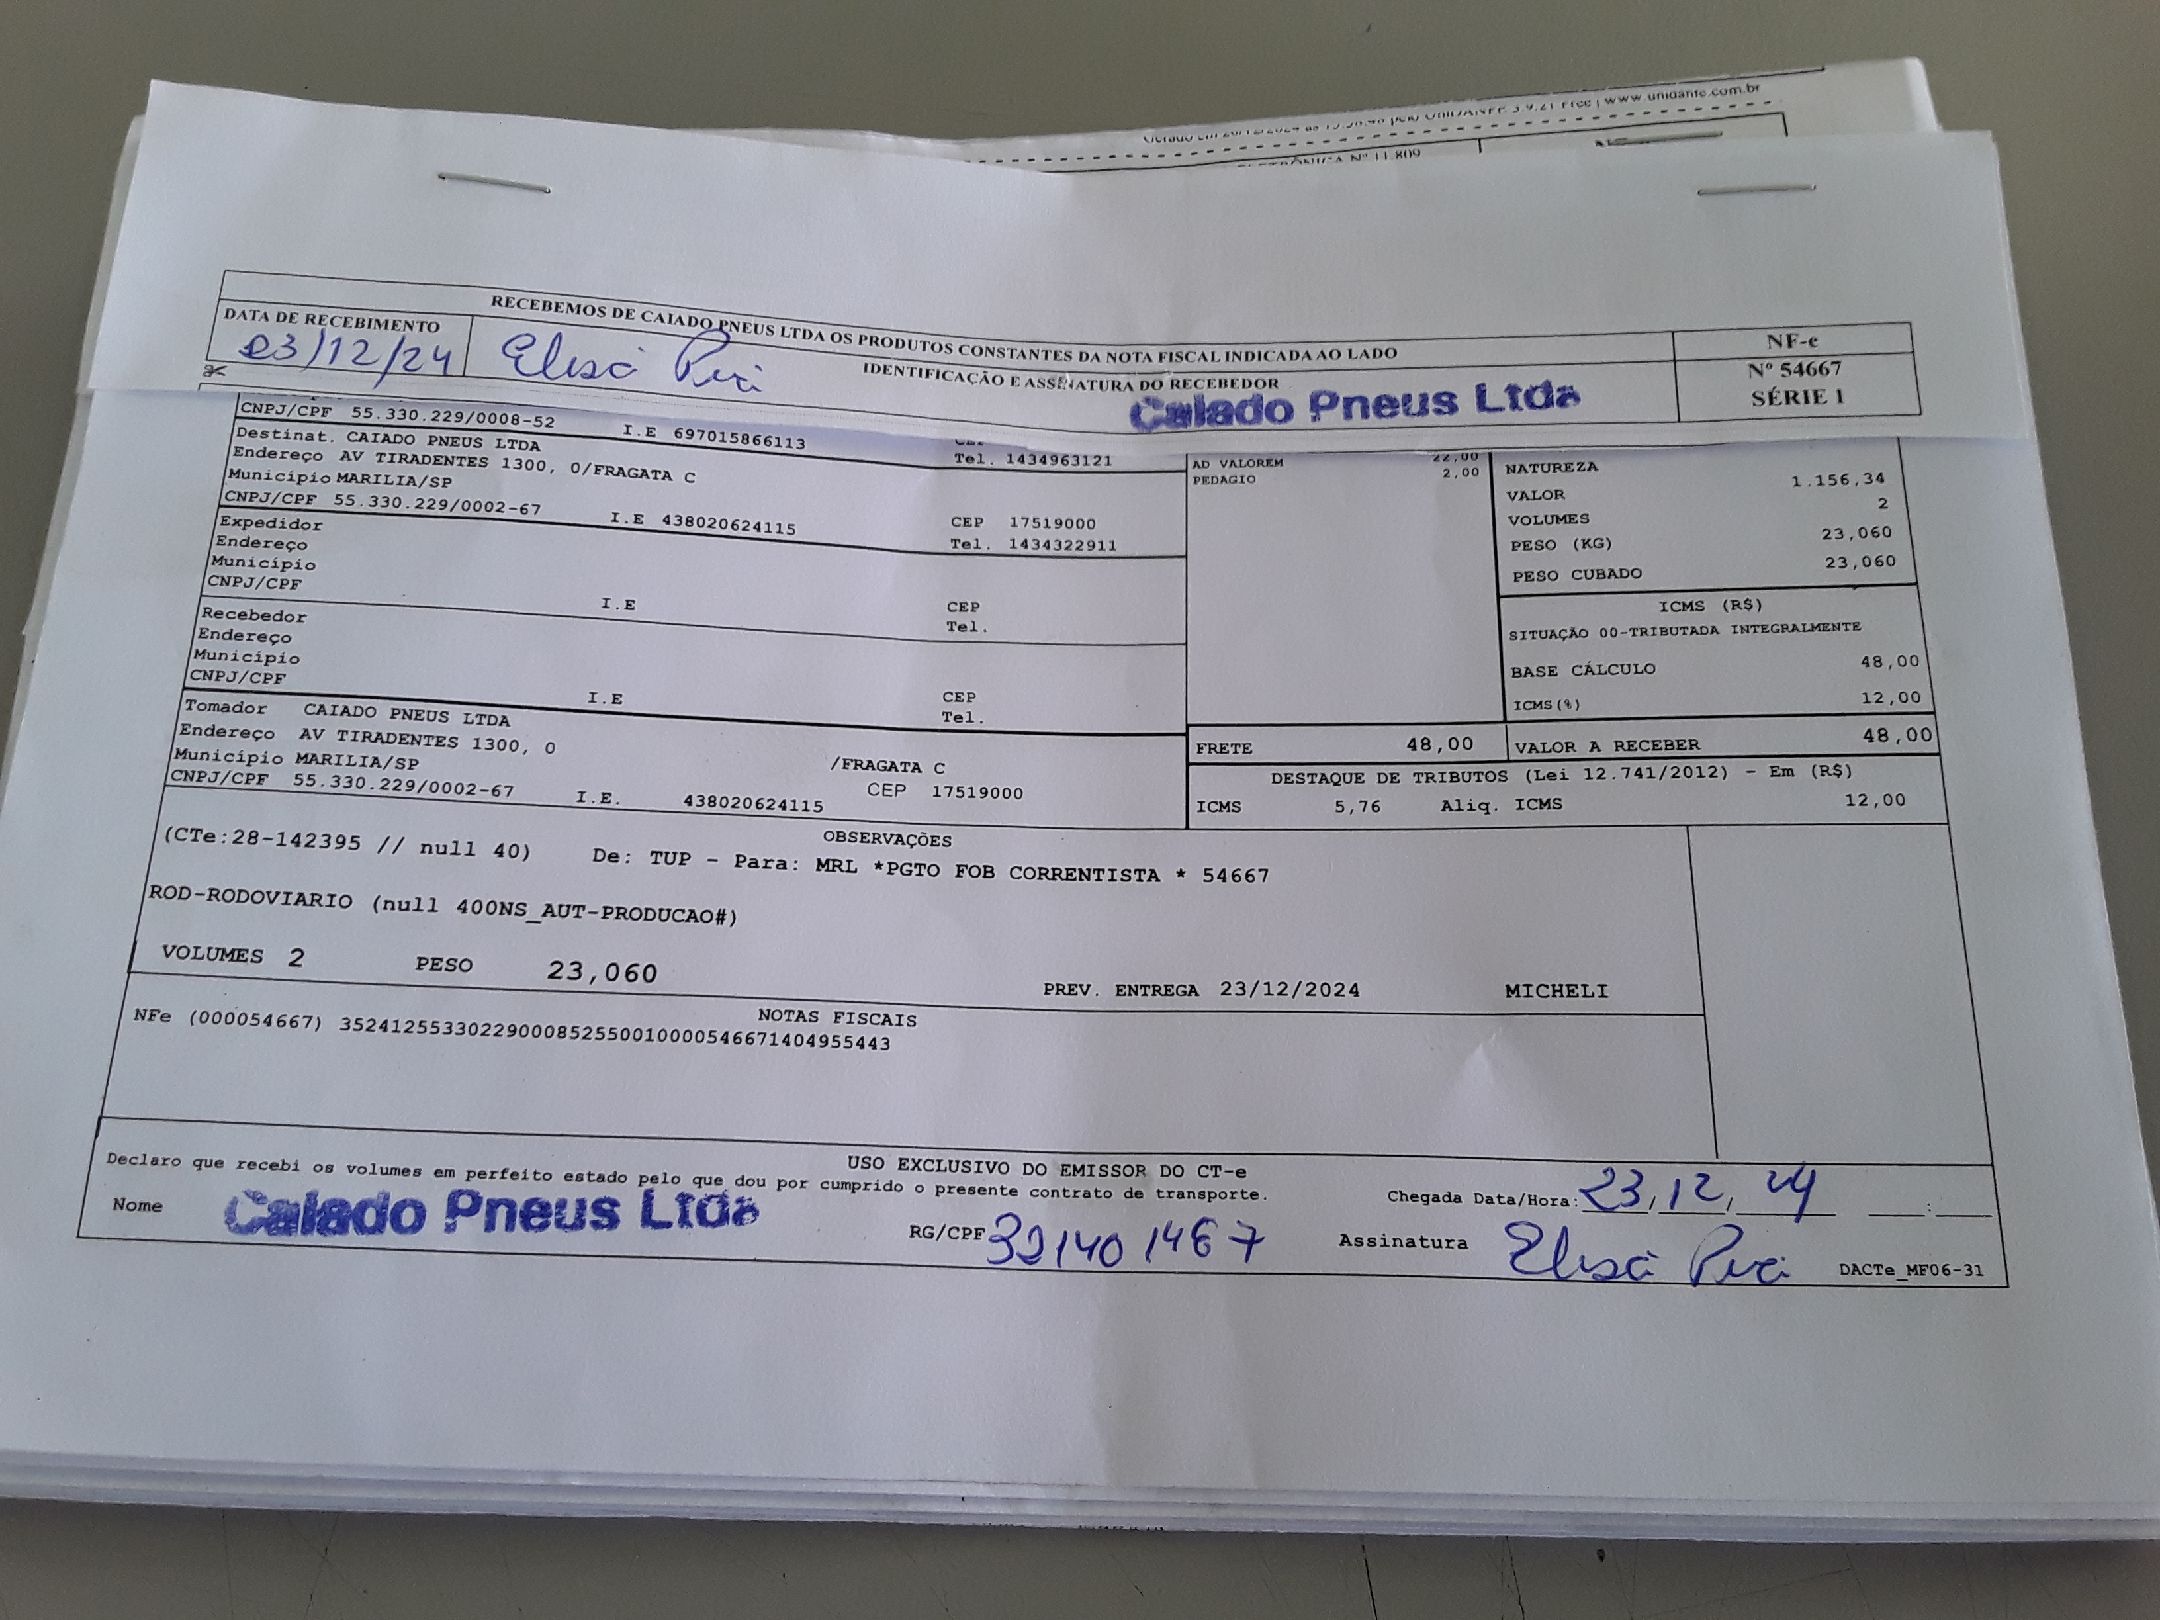 www.unidanfe.com.br
Nº 11.809
RECEBEMOS DE CAIADO PNEUS LTDA OS PRODUTOS CONSTANTES DA NOTA FISCAL INDICADA AO LADO
NF-e
DATA DE RECEBIMENTO
23/12/24
IDENTIFICAÇÃO E ASSINATURA DO RECEBEDOR
Nº 54667
SÉRIE 1
Caiado Pneus Ltda
CNPJ/CPF 55.330.229/0008-52 I.E 697015866113
Tel. 1434963121
Destinat. CAIADO PNEUS LTDA
Endereço AV TIRADENTES 1300, 0/FRAGATA C
Município MARILIA/SP CEP 17519000
CNPJ/CPF 55.330.229/0002-67 I.E 438020624115 Tel. 1434322911
Expedidor
Endereço
Município CEP
CNPJ/CPF I.E Tel.
Recebedor
Endereço
Município CEP
CNPJ/CPF I.E Tel.
Tomador CAIADO PNEUS LTDA
Endereço AV TIRADENTES 1300, 0 /FRAGATA C
Município MARILIA/SP CEP 17519000
CNPJ/CPF 55.330.229/0002-67 I.E. 438020624115
AD VALOREM 22,00
PEDAGIO 2,00
NATUREZA
VALOR 1.156,34
VOLUMES 2
PESO (KG) 23,060
PESO CUBADO 23,060
ICMS (R$)
SITUAÇÃO 00-TRIBUTADA INTEGRALMENTE
BASE CÁLCULO 48,00
ICMS(%) 12,00
FRETE 48,00 VALOR A RECEBER 48,00
DESTAQUE DE TRIBUTOS (Lei 12.741/2012) - Em (R$)
ICMS 5,76 Aliq. ICMS 12,00
OBSERVAÇÕES
(CTe:28-142395 // null 40) De: TUP - Para: MRL *PGTO FOB CORRENTISTA * 54667
ROD-RODOVIARIO (null 400NS_AUT-PRODUCAO#)
VOLUMES 2 PESO 23,060
PREV. ENTREGA 23/12/2024 MICHELI
NOTAS FISCAIS
NFe (000054667) 35241255330229000852550010000546671404955443
USO EXCLUSIVO DO EMISSOR DO CT-e
Declaro que recebi os volumes em perfeito estado pelo que dou por cumprido o presente contrato de transporte.
Chegada Data/Hora: 23/12/24 __:__
Nome Caiado Pneus Ltda RG/CPF 321401467 Assinatura
DACTe_MF06-31